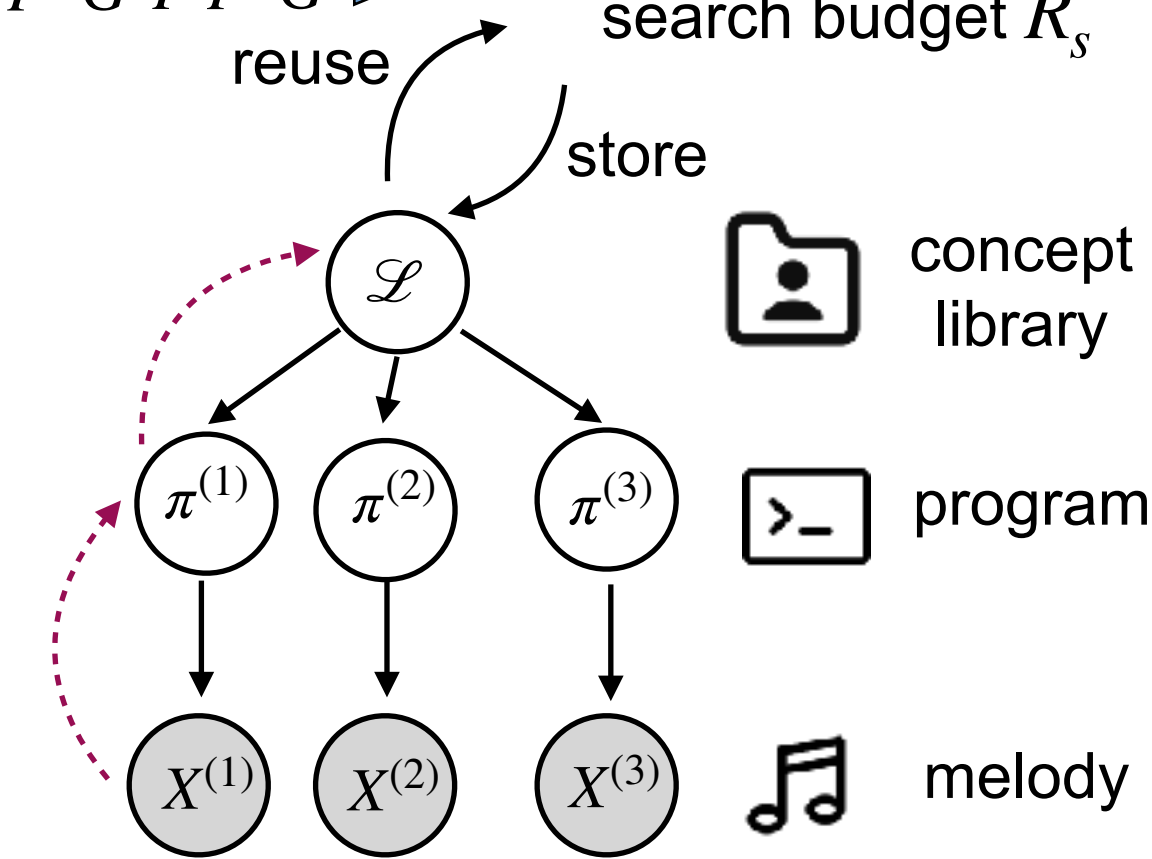 search budget R_s
reuse
store
ℒ
concept
library
π^(1) π^(2) π^(3)
program
X^(1) X^(2) X^(3)
melody